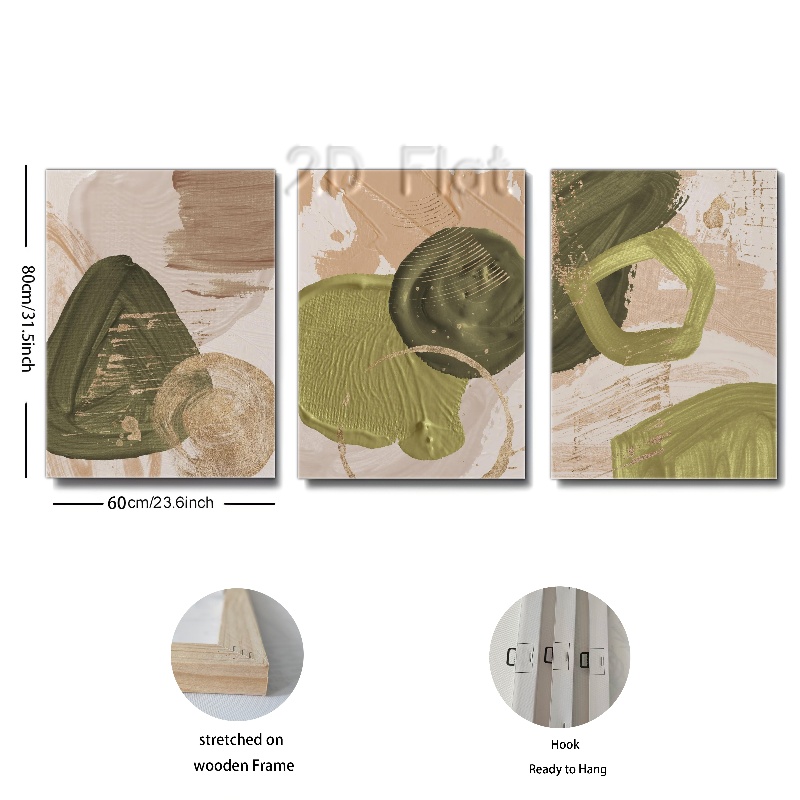 2D Flat
80cm/31.5inch
60cm/23.6inch
stretched on
wooden Frame
Hook
Ready to Hang